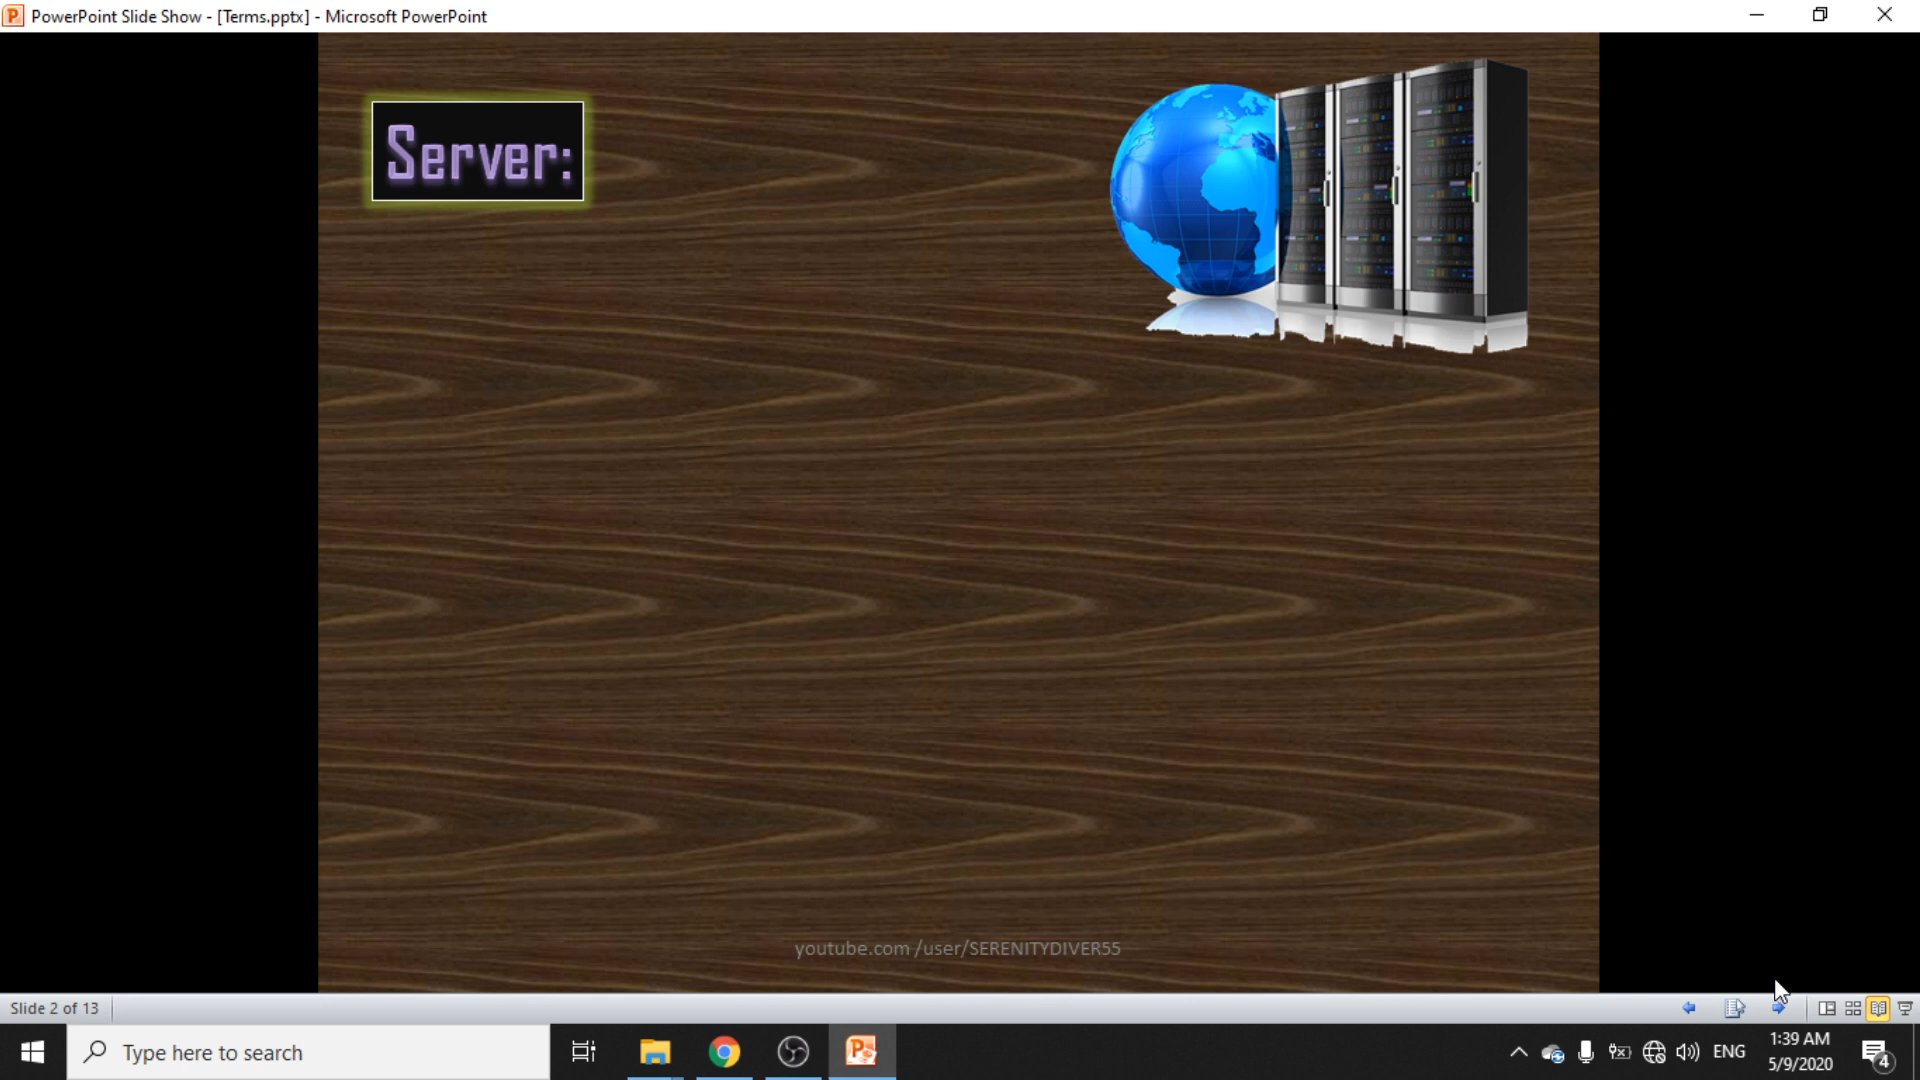 PowerPoint Slide Show - [Terms.pptx] - Microsoft PowerPoint
Server:
youtube.com /user/SERENITYDIVER55
Slide 2 of 13
Type here to search
ENG
1:39 AM
5/9/2020
4